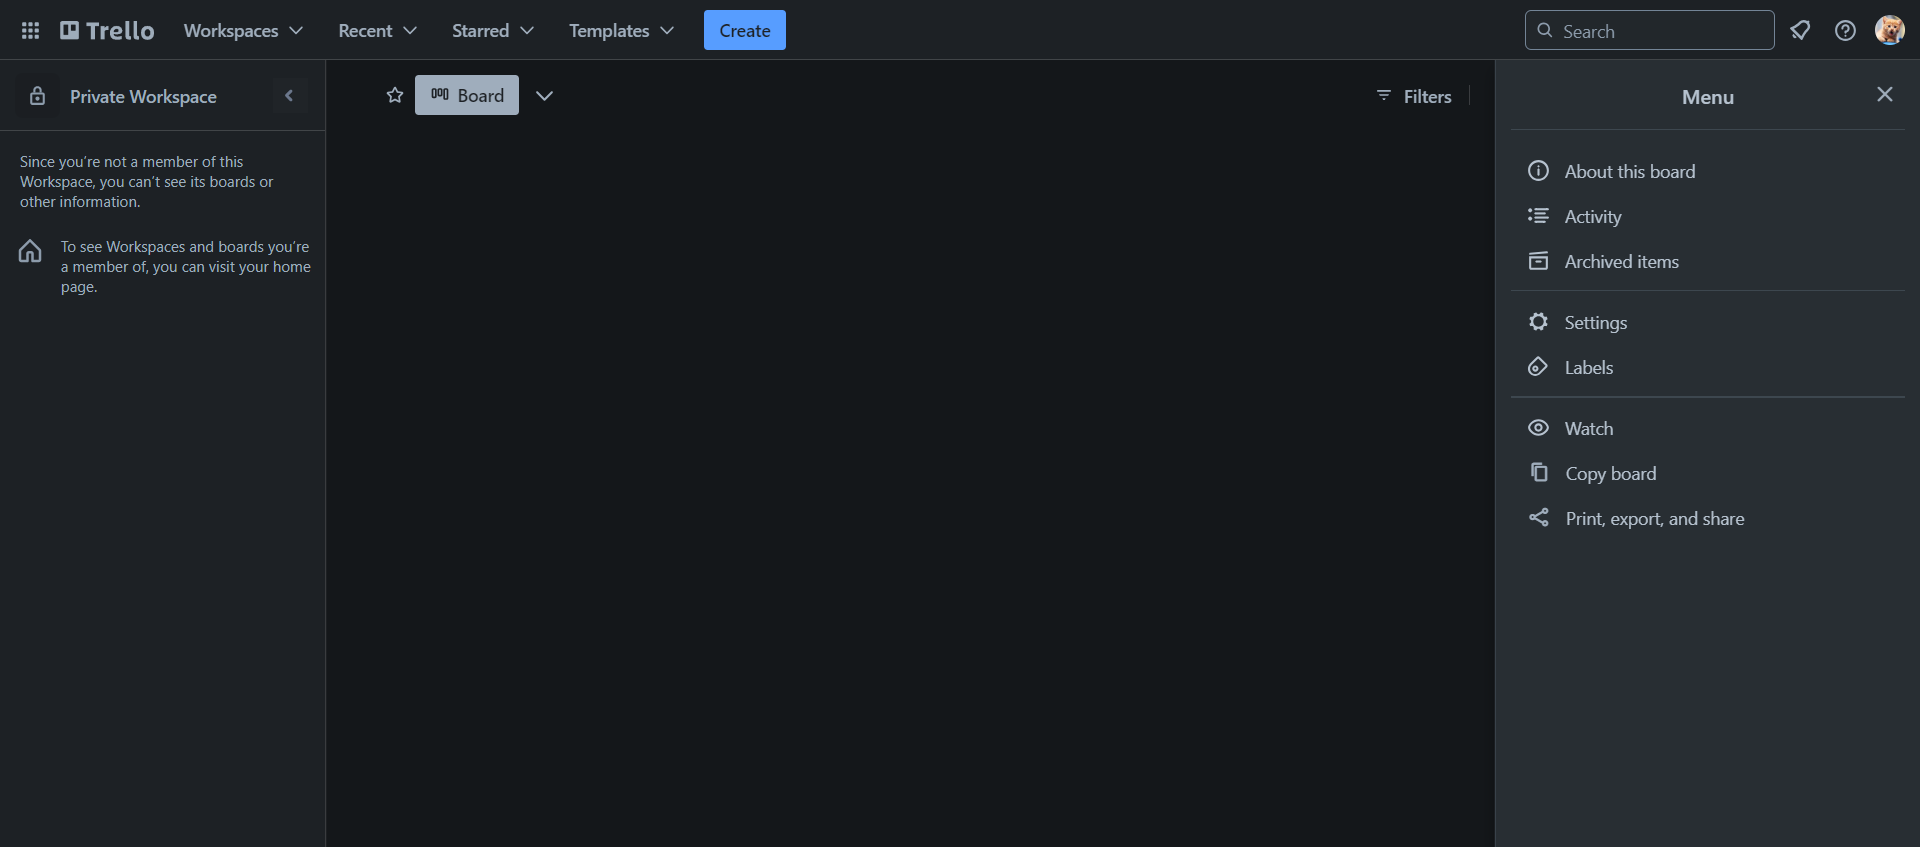 Trello
Workspaces
Recent
Starred
Templates
Create
Search
Private Workspace
Since you're not a member of this
Workspace, you can't see its boards or
other information.
To see Workspaces and boards you're
a member of, you can visit your home
page.
Board
Filters
Menu
About this board
Activity
Archived items
Settings
Labels
Watch
Copy board
Print, export, and share